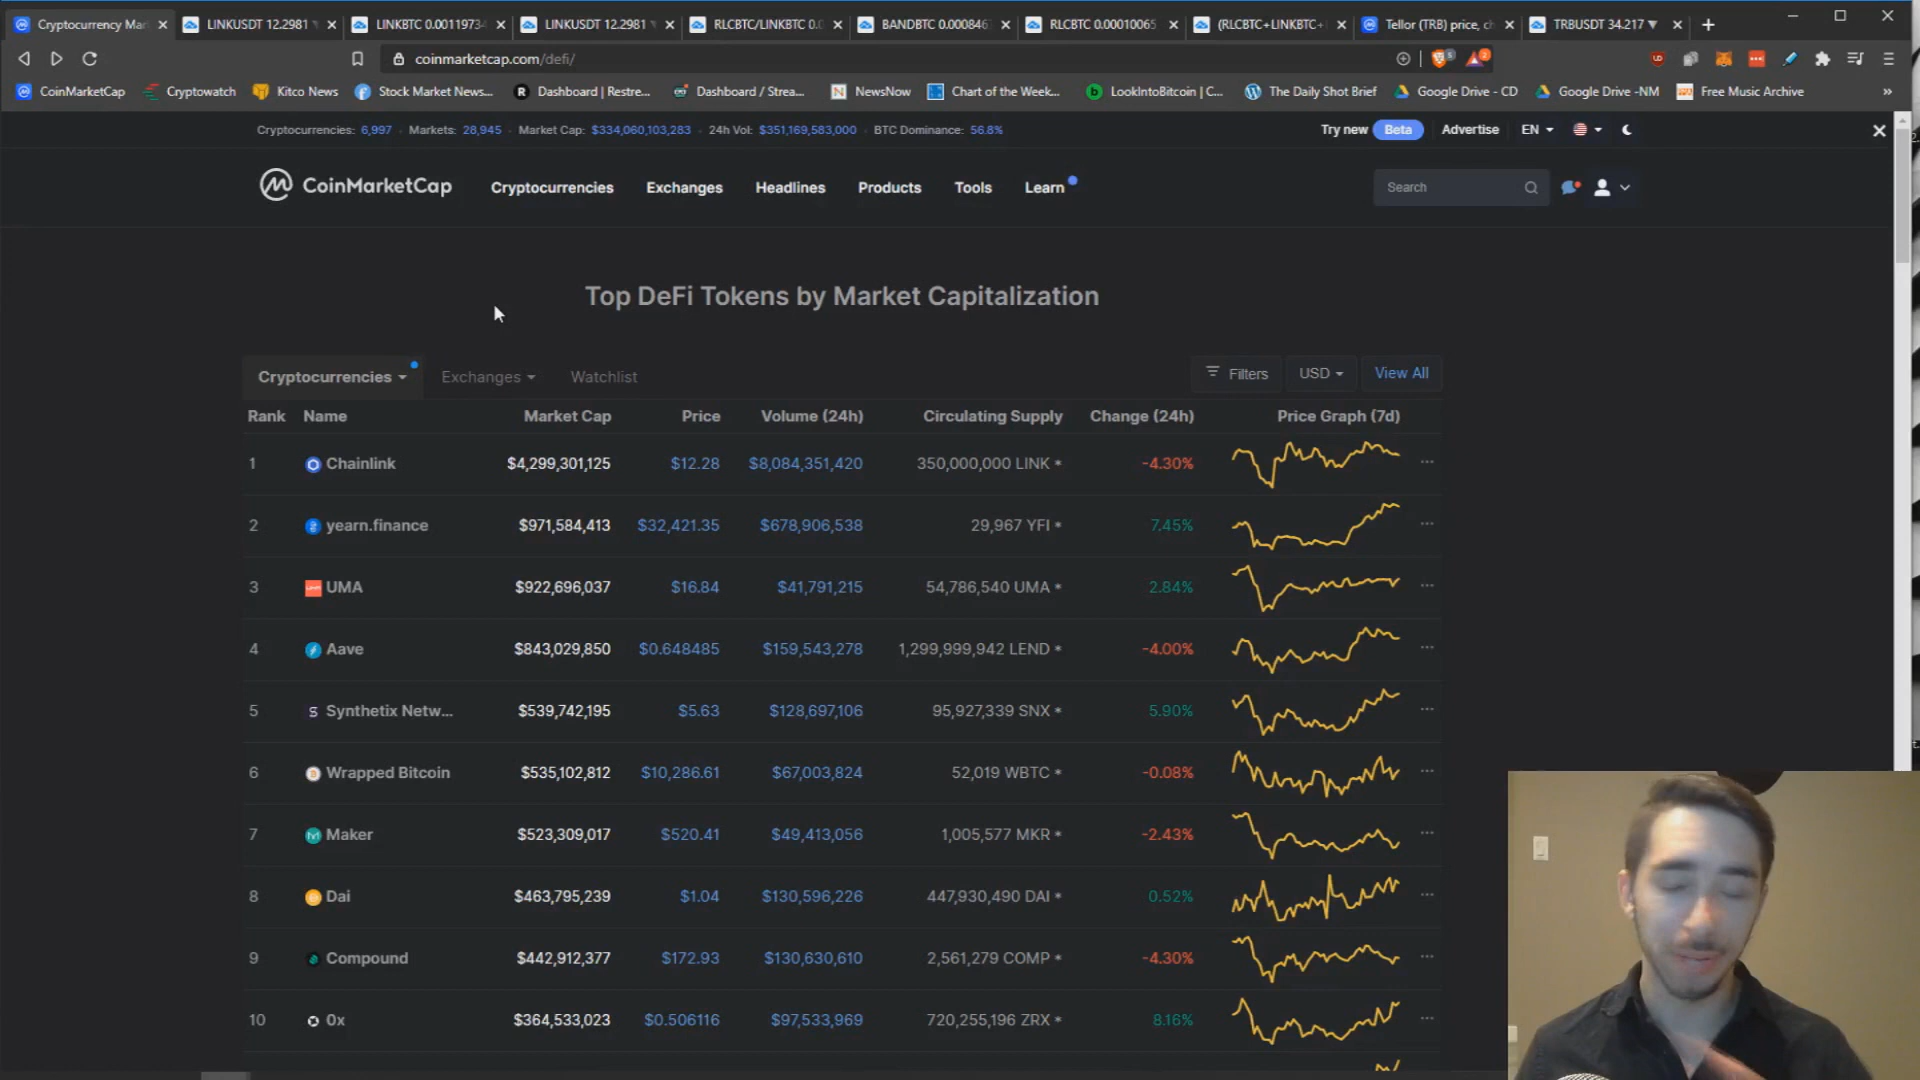 Cryptocurrency Mar
LINKUSDT 12.2981
LINKBTC 0.0011973
LINKUSDT 12.2981
RLCBTC/LINKBTC 0.
BANDBTC 0.000846
RLCBTC 0.00010065
(RLCBTC+LINKBTC+
Tellor (TRB) price, ch
TRBUSDT 34.217 ▼
coinmarketcap.com/defi/
CoinMarketCap
Cryptowatch
Kitco News
Stock Market News...
Dashboard | Restre...
Dashboard / Strea...
NewsNow
Chart of the Week...
LookIntoBitcoin | C...
The Daily Shot Brief
Google Drive - CD
Google Drive -NM
Free Music Archive
»
Cryptocurrencies: 6,997 • Markets: 28,945 • Market Cap: $334,060,103,283 • 24h Vol: $351,169,583,000 • BTC Dominance: 56.8%
Try new Beta Advertise EN
CoinMarketCap
Cryptocurrencies Exchanges Headlines Products Tools Learn
Search
Top DeFi Tokens by Market Capitalization
Cryptocurrencies Exchanges Watchlist
Filters USD View All
Rank Name Market Cap Price Volume (24h) Circulating Supply Change (24h) Price Graph (7d)
1 Chainlink $4,299,301,125 $12.28 $8,084,351,420 350,000,000 LINK * -4.30%
2 yearn.finance $971,584,413 $32,421.35 $678,906,538 29,967 YFI * 7.45%
3 UMA $922,696,037 $16.84 $41,791,215 54,786,540 UMA * 2.84%
4 Aave $843,029,850 $0.648485 $159,543,278 1,299,999,942 LEND * -4.00%
5 Synthetix Netw... $539,742,195 $5.63 $128,697,106 95,927,339 SNX * 5.90%
6 Wrapped Bitcoin $535,102,812 $10,286.61 $67,003,824 52,019 WBTC * -0.08%
7 Maker $523,309,017 $520.41 $49,413,056 1,005,577 MKR * -2.43%
8 Dai $463,795,239 $1.04 $130,596,226 447,930,490 DAI * 0.52%
9 Compound $442,912,377 $172.93 $130,630,610 2,561,279 COMP * -4.30%
10 0x $364,533,023 $0.506116 $97,533,969 720,255,196 ZRX * 8.16%